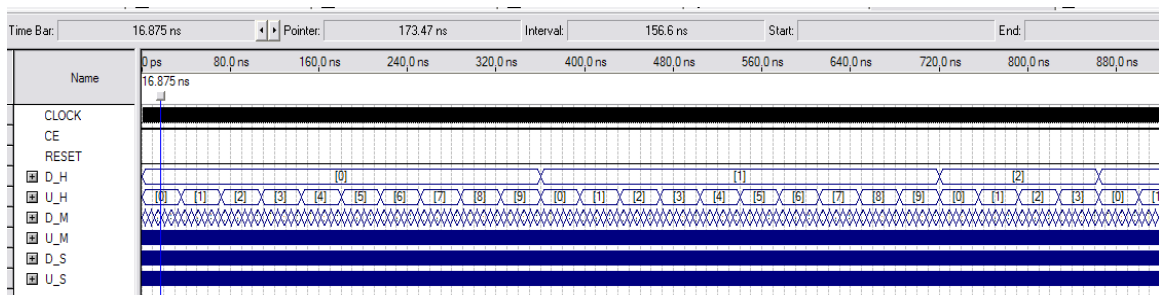 Time Bar: 16.875 ns Pointer: 173.47 ns Interval: 156.6 ns Start: End:
Name 0 ps 80.0 ns 160.0 ns 240.0 ns 320.0 ns 400.0 ns 480.0 ns 560.0 ns 640.0 ns 720.0 ns 800.0 ns 880.0 ns
16.875 ns
CLOCK
CE
RESET
D_H [0] [1] [2]
U_H [0] [1] [2] [3] [4] [5] [6] [7] [8] [9] [0] [1] [2] [3] [4] [5] [6] [7] [8] [9] [0] [1] [2] [3] [0]
D_M
U_M
D_S
U_S